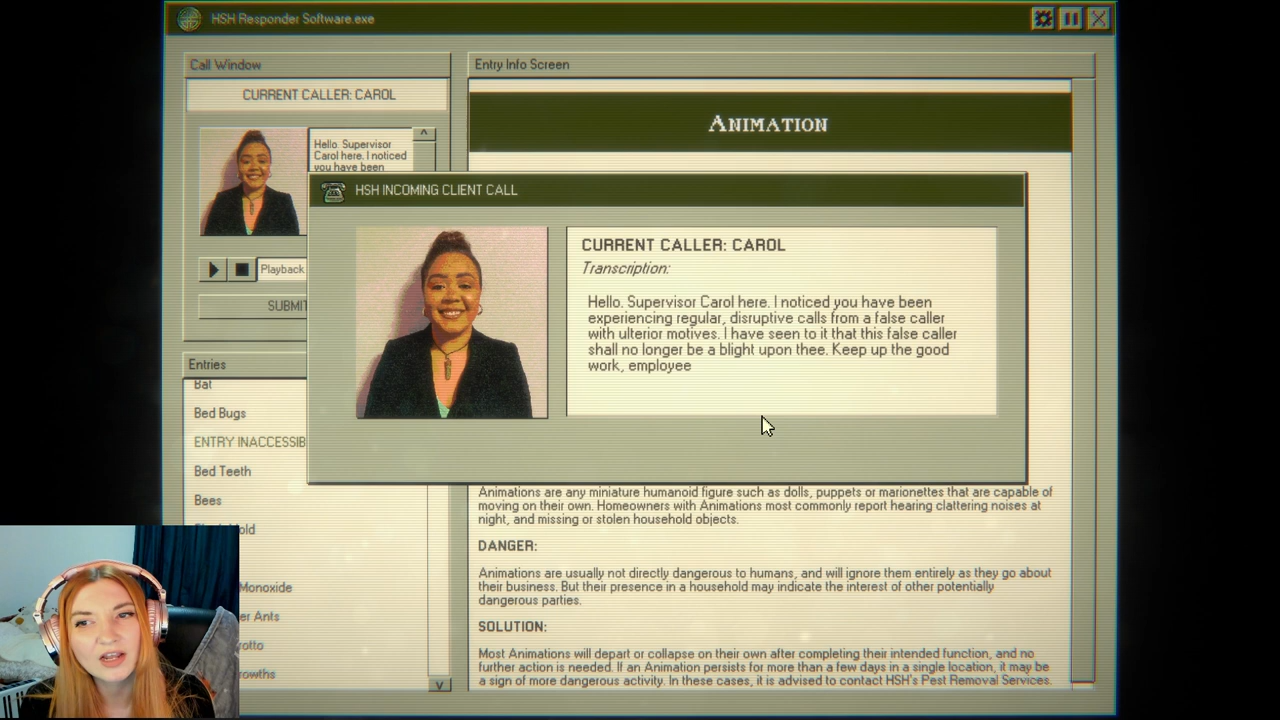 HSH Responder Software.exe
Call Window
CURRENT CALLER: CAROL
Hello. Supervisor
Carol here. I noticed
you have been
Playback
SUBMI
Entries
Bat
Bed Bugs
ENTRY INACCESSIB
Bed Teeth
Bees
Monoxide
er Ants
rotto
rowths
Entry Info Screen
ANIMATION
HSH INCOMING CLIENT CALL
CURRENT CALLER: CAROL
Transcription:
Hello. Supervisor Carol here. I noticed you have been
experiencing regular, disruptive calls from a false caller
with ulterior motives. I have seen to it that this false caller
shall no longer be a blight upon thee. Keep up the good
work, employee
Animations are any miniature humanoid figure such as dolls, puppets or marionettes that are capable of
moving on their own. Homeowners with Animations most commonly report hearing clattering noises at
night, and missing or stolen household objects.
DANGER:
Animations are usually not directly dangerous to humans, and will ignore them entirely as they go about
their business. But their presence in a household may indicate the interest of other potentially
dangerous parties.
SOLUTION:
Most Animations will depart or collapse on their own after completing their intended function, and no
further action is needed. If an Animation persists for more than a few days in a single location, it may be
a sign of more dangerous activity. In these cases, it is advised to contact HSH's Pest Removal Services.